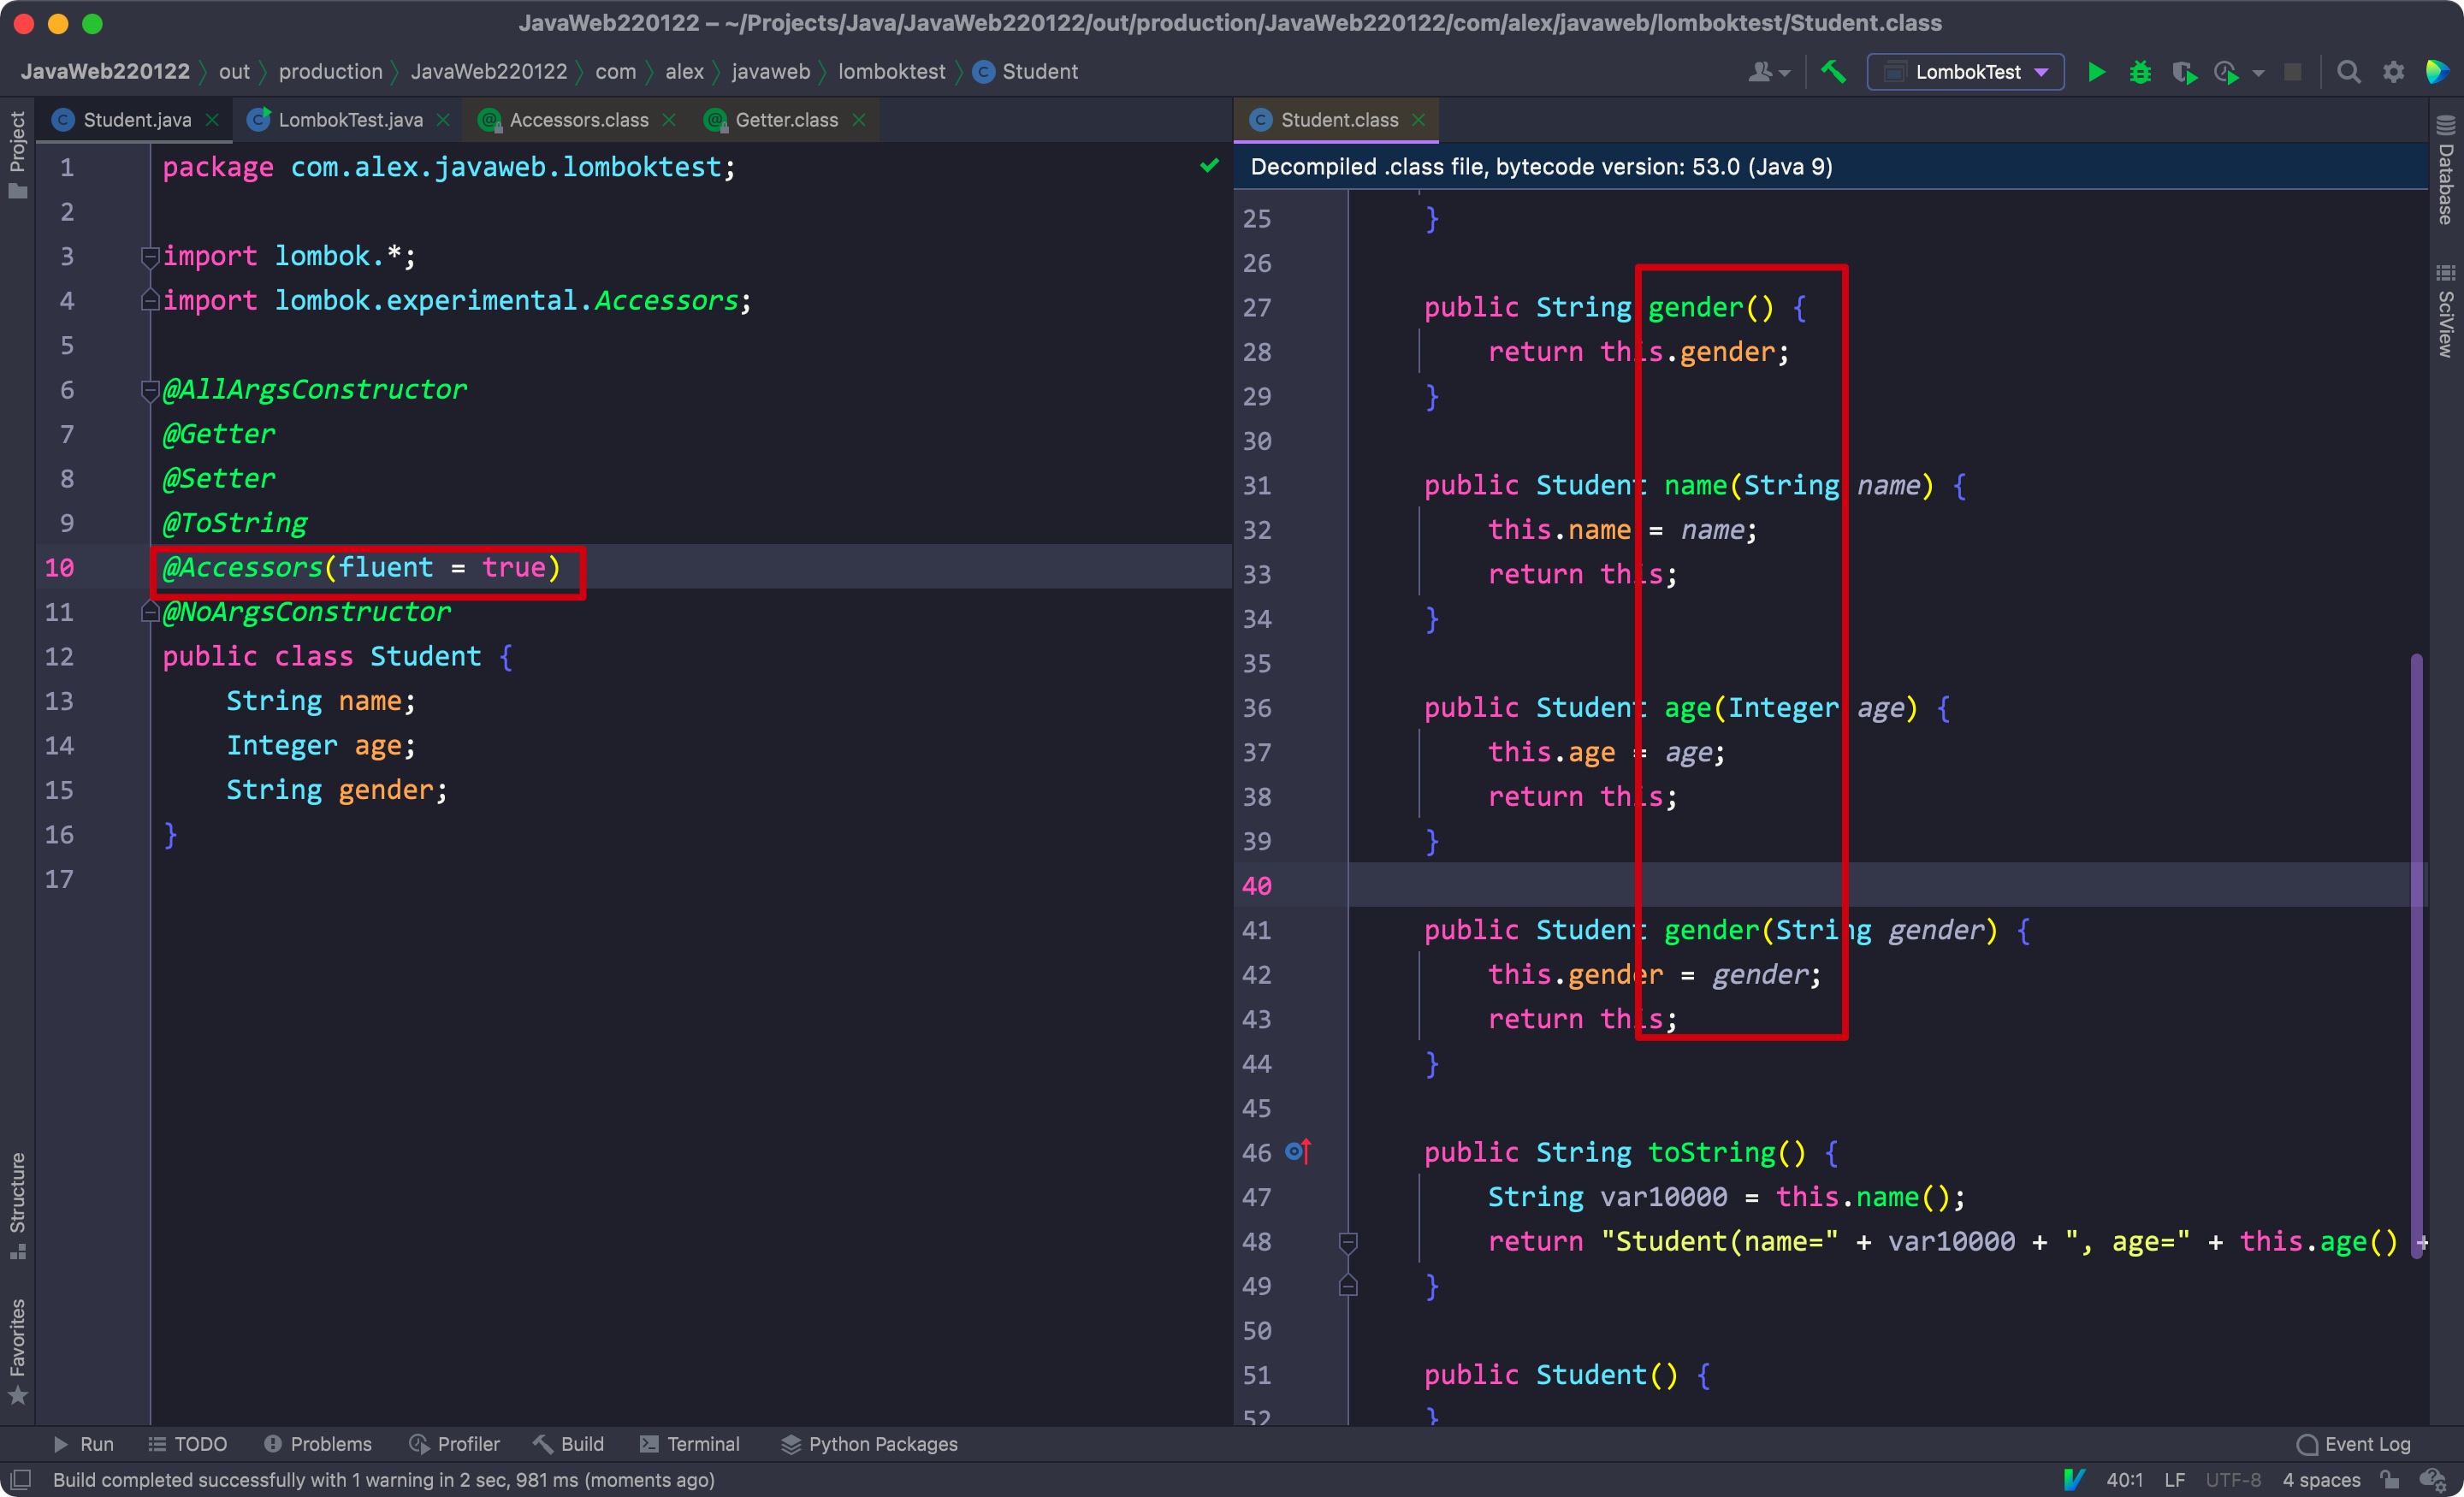 JavaWeb220122 – ~/Projects/Java/JavaWeb220122/out/production/JavaWeb220122/com/alex/javaweb/lomboktest/Student.class
JavaWeb220122 〉 out 〉 production 〉 JavaWeb220122 〉 com 〉 alex 〉 javaweb 〉 lomboktest 〉 Student
LombokTest
Project
Structure
Favorites
Student.java
LombokTest.java
Accessors.class
Getter.class
1 package com.alex.javaweb.lomboktest;
2
3 import lombok.*;
4 import lombok.experimental.Accessors;
5
6 @AllArgsConstructor
7 @Getter
8 @Setter
9 @ToString
10 @Accessors(fluent = true)
11 @NoArgsConstructor
12 public class Student {
13     String name;
14     Integer age;
15     String gender;
16 }
17
Student.class
Decompiled .class file, bytecode version: 53.0 (Java 9)
25     }
26
27     public String gender() {
28         return this.gender;
29     }
30
31     public Student name(String name) {
32         this.name = name;
33         return this;
34     }
35
36     public Student age(Integer age) {
37         this.age = age;
38         return this;
39     }
40
41     public Student gender(String gender) {
42         this.gender = gender;
43         return this;
44     }
45
46     public String toString() {
47         String var10000 = this.name();
48         return "Student(name=" + var10000 + ", age=" + this.age() +
49     }
50
51     public Student() {
52     }
Database
SciView
Run
TODO
Problems
Profiler
Build
Terminal
Python Packages
Event Log
Build completed successfully with 1 warning in 2 sec, 981 ms (moments ago)
40:1 LF UTF-8 4 spaces